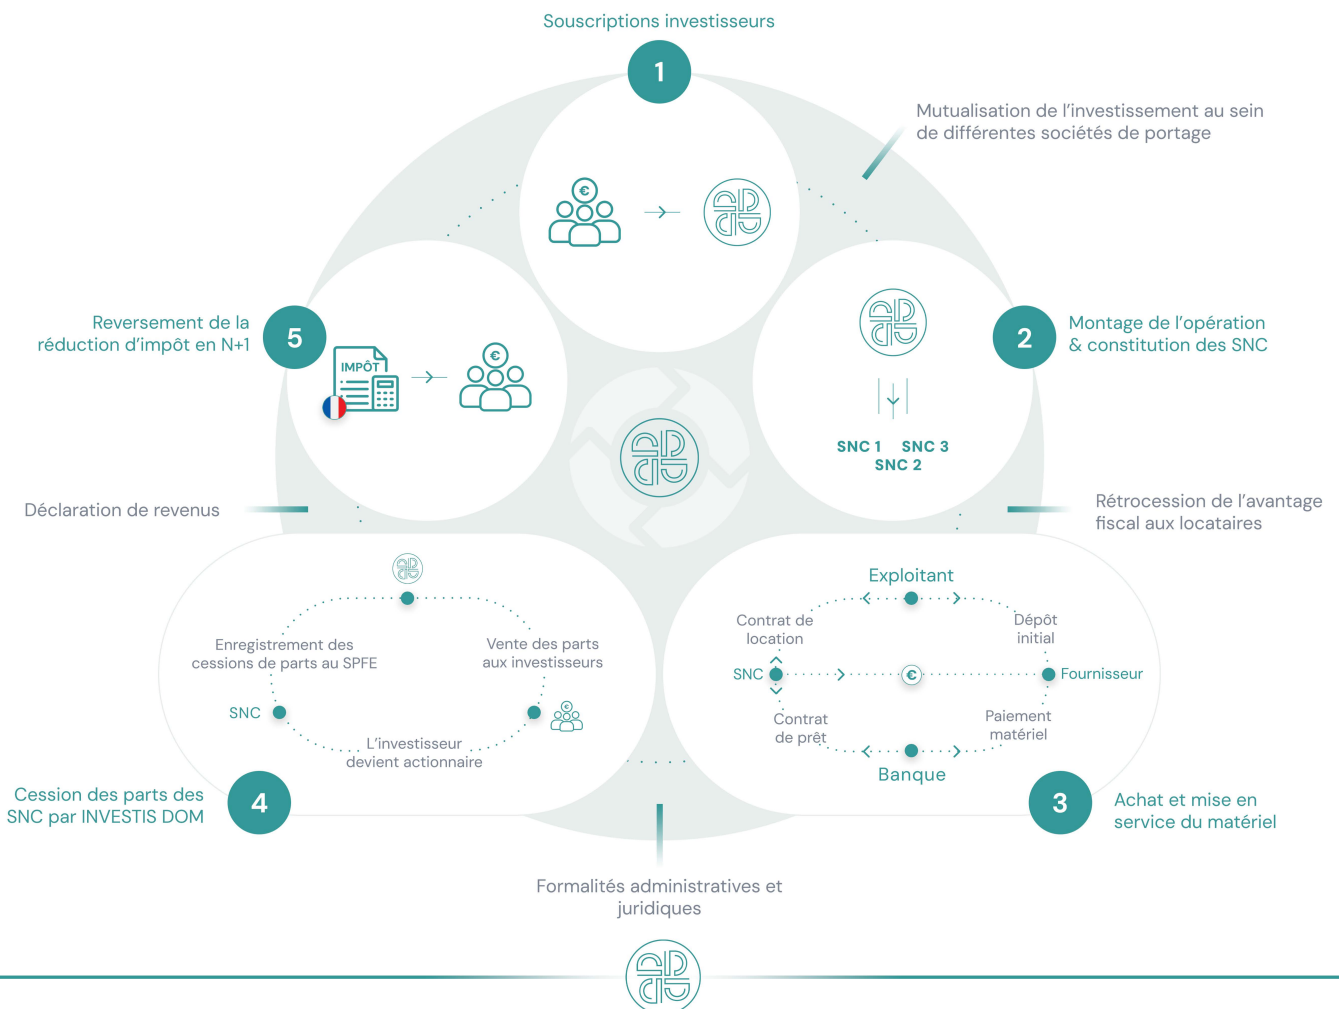 Souscriptions investisseurs
1
Mutualisation de l'investissement au sein
de différentes sociétés de portage
€
2
Montage de l'opération
& constitution des SNC
SNC 1 SNC 3
SNC 2
5
Reversement de la
réduction d'impôt en N+1
IMPÔT
€
Déclaration de revenus
Rétrocession de l'avantage
fiscal aux locataires
Exploitant
Contrat de
location
Dépôt
initial
SNC
€
Fournisseur
Contrat
de prêt
Paiement
matériel
Banque
3
Achat et mise en
service du matériel
Enregistrement des
cessions de parts au SPFE
Vente des parts
aux investisseurs
SNC
€
L'investisseur
devient actionnaire
4
Cession des parts des
SNC par INVESTIS DOM
Formalités administratives et
juridiques